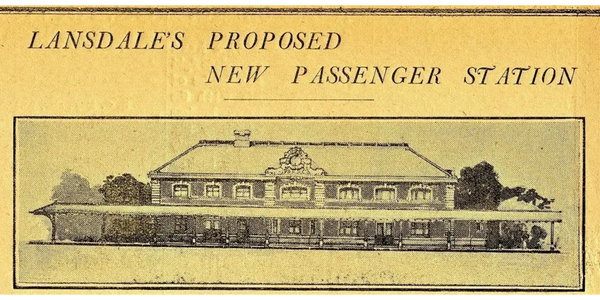 LANSDALE'S PROPOSED
NEW PASSENGER STATION